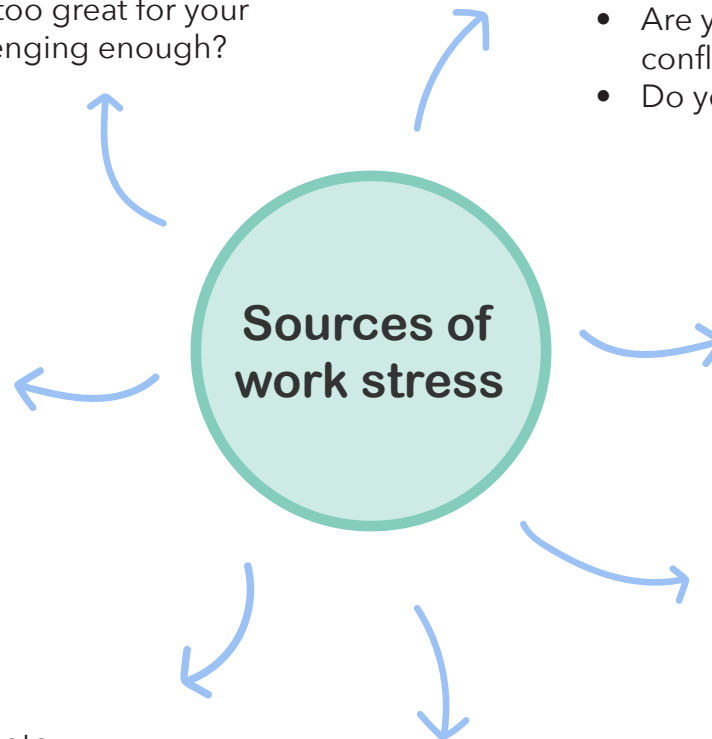 too great for your
enging enough?
• Are y
confl
• Do y
Sources of
work stress